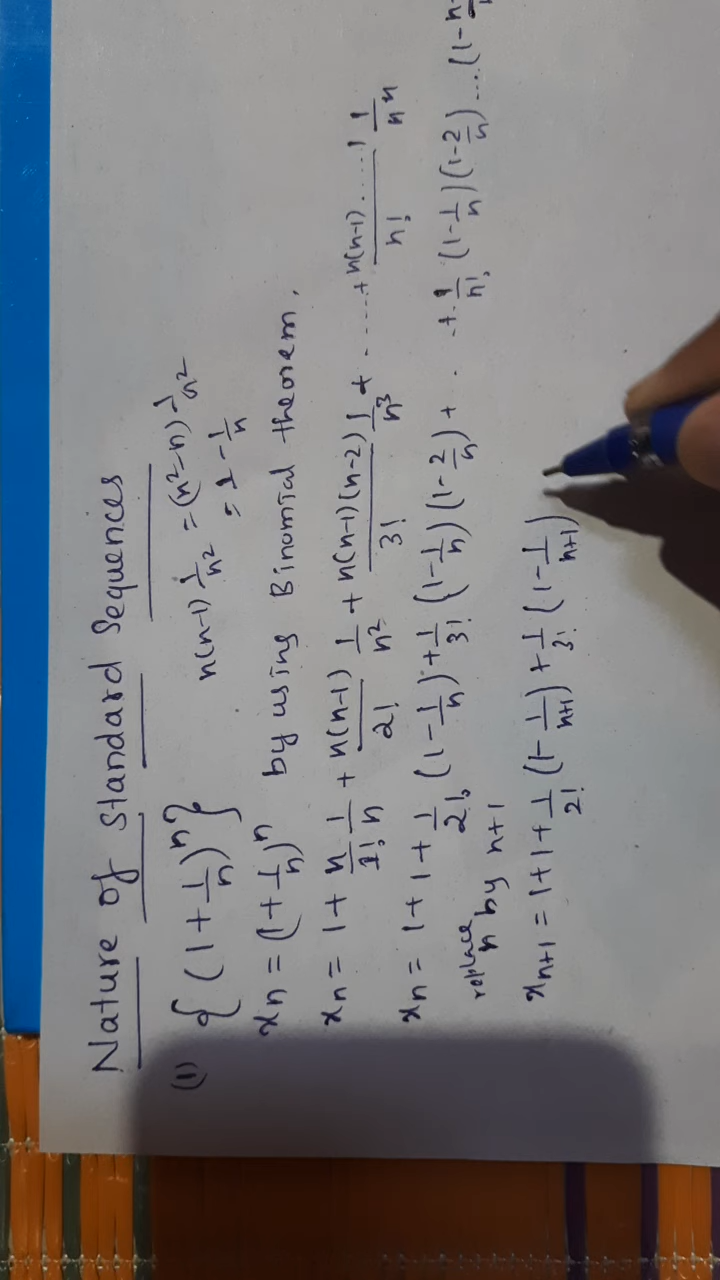 Nature of Standard Sequences
(1) { (1 + 1/n)^n } n(n-1) 1/n² = (n²-n) 1/n²
= 1 - 1/n
xn = (1 + 1/n)^n by using Binomial theorem.
xn = 1 + n/1! 1/n + n(n-1)/2! 1/n² + n(n-1)(n-2)/3! 1/n³ + ..... + n(n-1).....1/n! 1/n^n
xn = 1 + 1 + 1/2! (1 - 1/n) + 1/3! (1 - 1/n) (1 - 2/n) + . . . + 1/n! (1 - 1/n) (1 - 2/n) .... (1 - n-
replace n by n+1
xn+1 = 1 + 1 + 1/2! (1 - 1/n+1) + 1/3! (1 - 1/n+1)